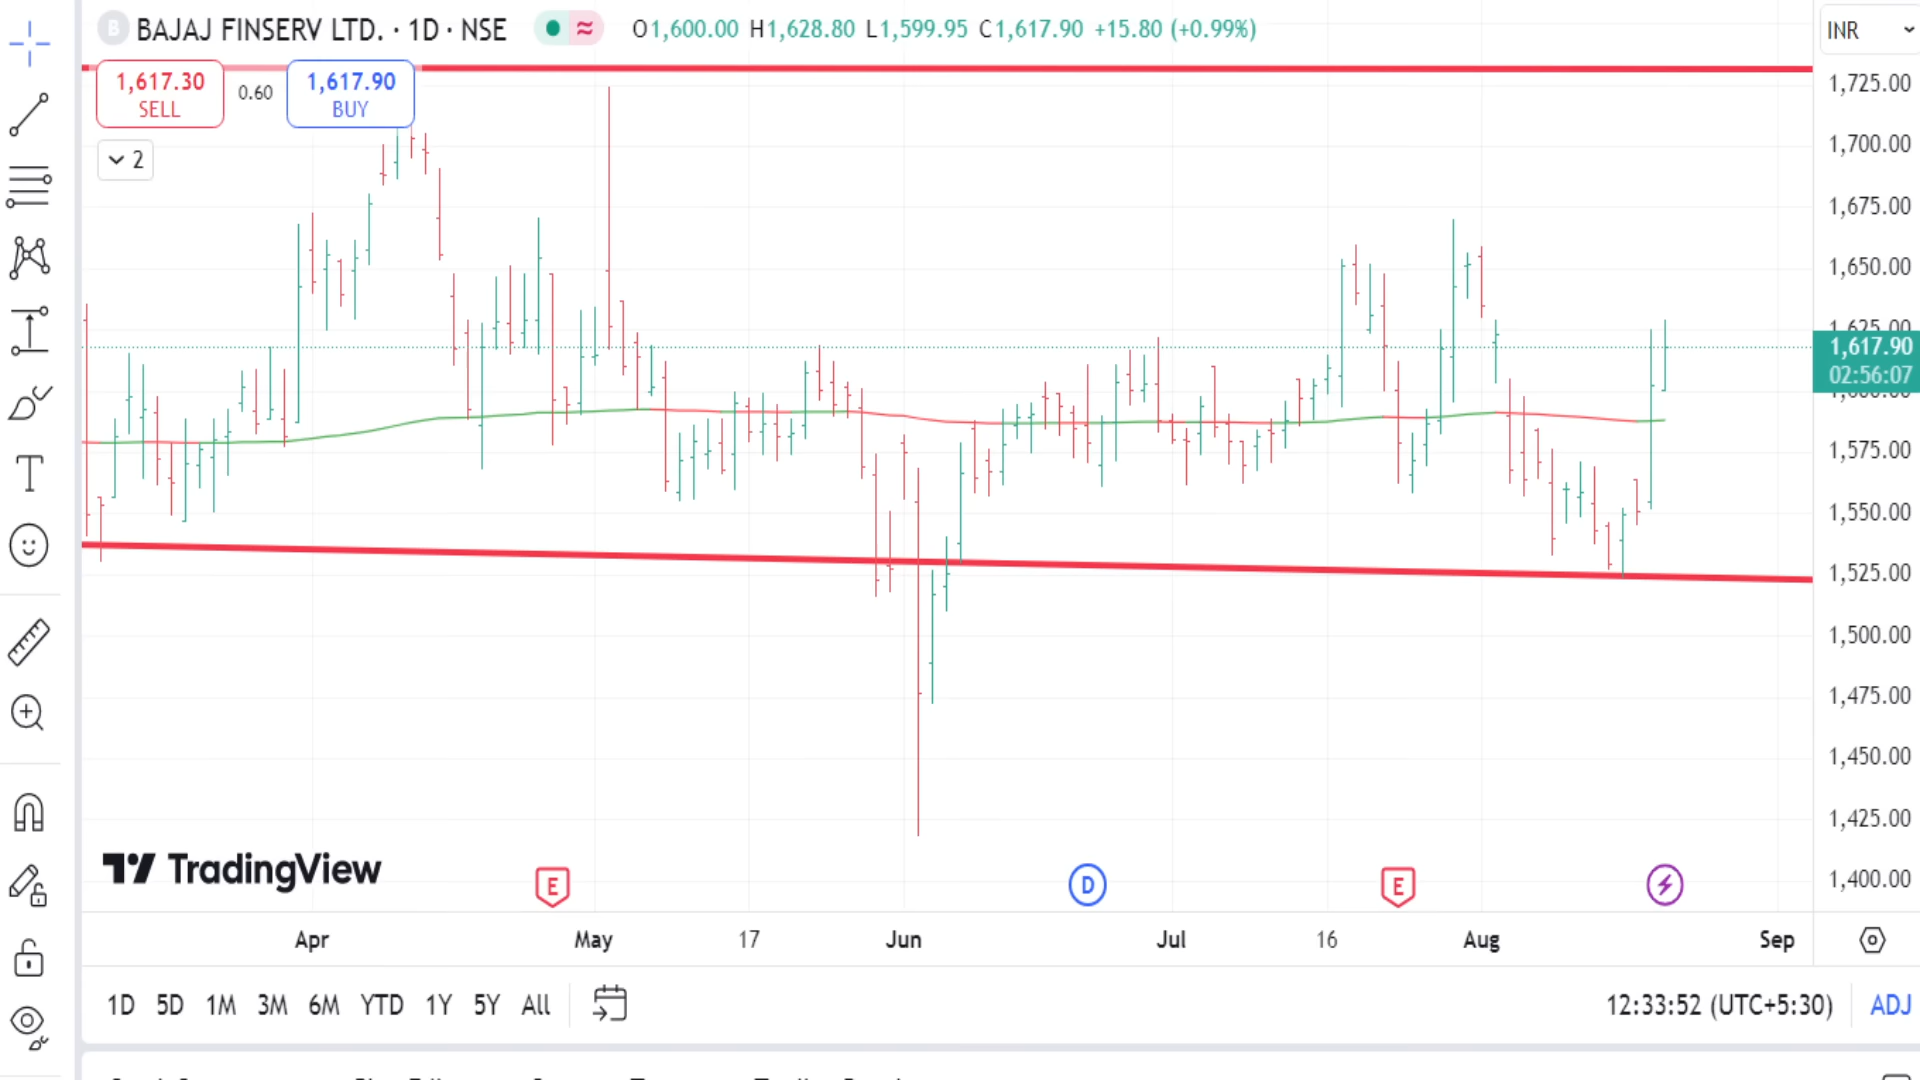 B BAJAJ FINSERV LTD. · 1D · NSE O1,600.00 H1,628.80 L1,599.95 C1,617.90 +15.80 (+0.99%)
INR
1,617.30
SELL
0.60
1,617.90
BUY
2
1,725.00
1,700.00
1,675.00
1,650.00
1,625.00
1,617.90
02:56:07
1,575.00
1,550.00
1,525.00
1,500.00
1,475.00
1,450.00
1,425.00
1,400.00
TradingView
E
D
E
Apr May 17 Jun Jul 16 Aug Sep
1D 5D 1M 3M 6M YTD 1Y 5Y All
12:33:52 (UTC+5:30) ADJ